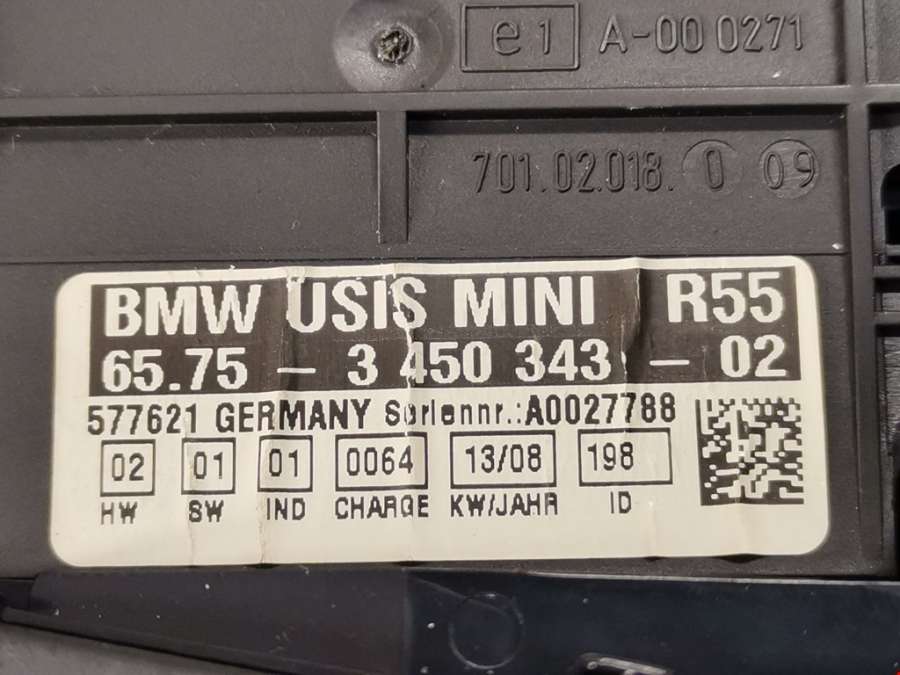 e1 A-00 0271
701.02.018. 0 09
BMW USIS MINI R55
65.75 - 3 450 343 - 02
577621 GERMANY Seriennr.:A0027788
02 01 01 0064 13/08 198
HW SW IND CHARGE KW/JAHR ID